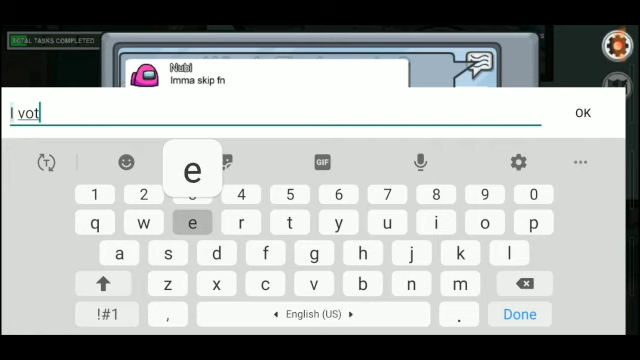 TOTAL TASKS COMPLETED
Nubi
Imma skip fn
I vot
OK
e
T
GIF
1 2 3 4 5 6 7 8 9 0
q w e r t y u i o p
a s d f g h j k l
z x c v b n m
!#1 , English (US) . Done